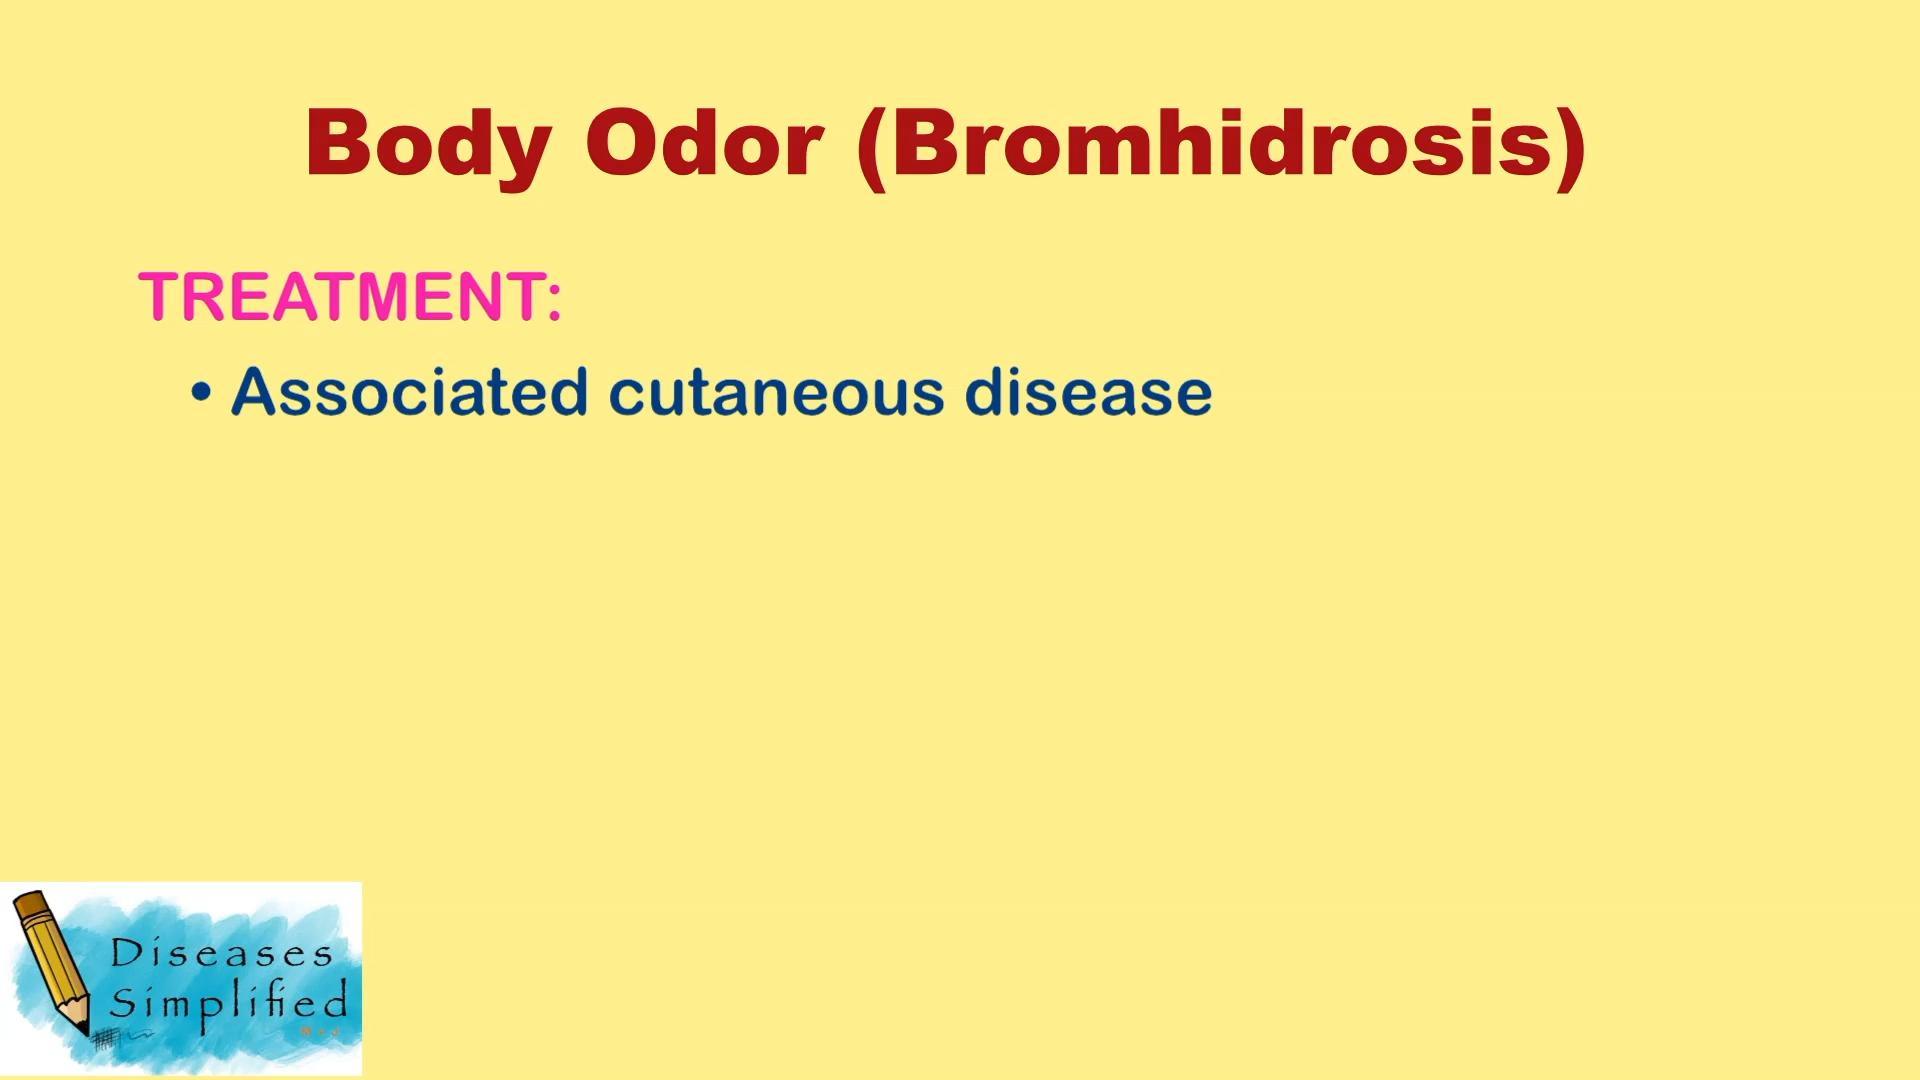 Body Odor (Bromhidrosis)
TREATMENT:
• Associated cutaneous disease
Diseases
Simplified